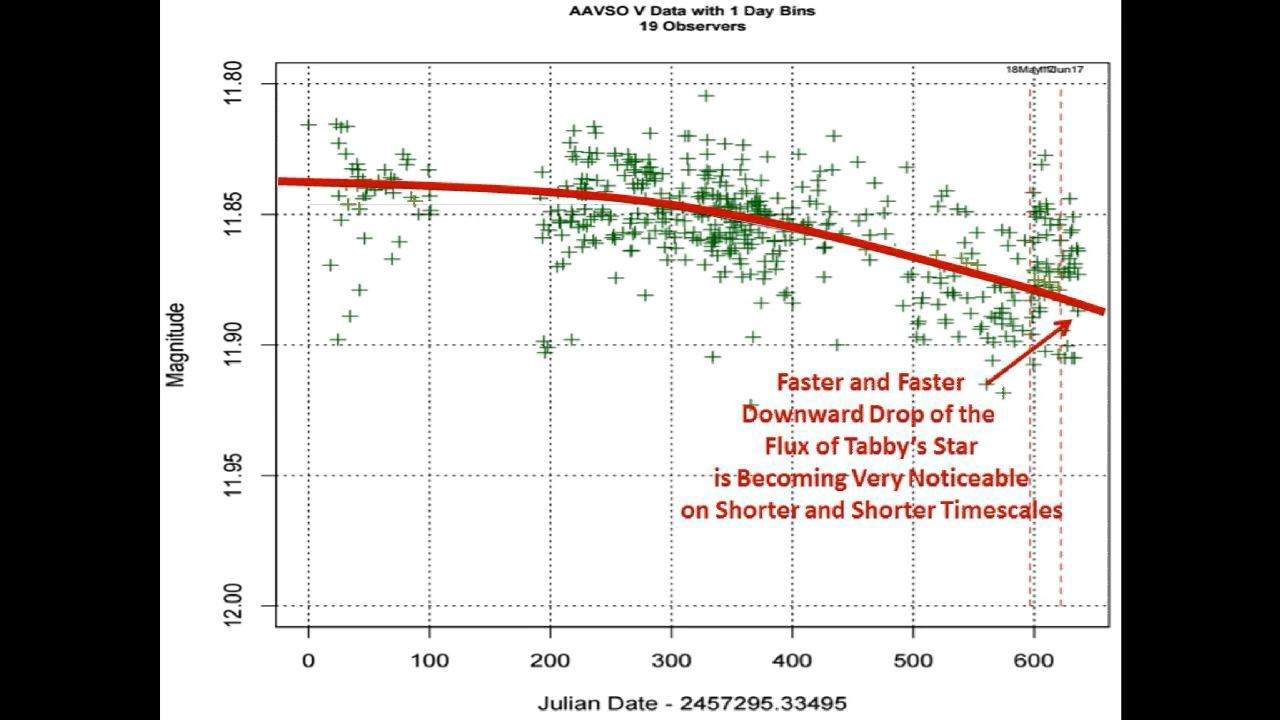 AAVSO V Data with 1 Day Bins
19 Observers
11.80
11.85
11.90
11.95
12.00
Magnitude
Faster and Faster
Downward Drop of the
Flux of Tabby's Star
is Becoming Very Noticeable
on Shorter and Shorter Timescales
0 100 200 300 400 500 600
Julian Date - 2457295.33495